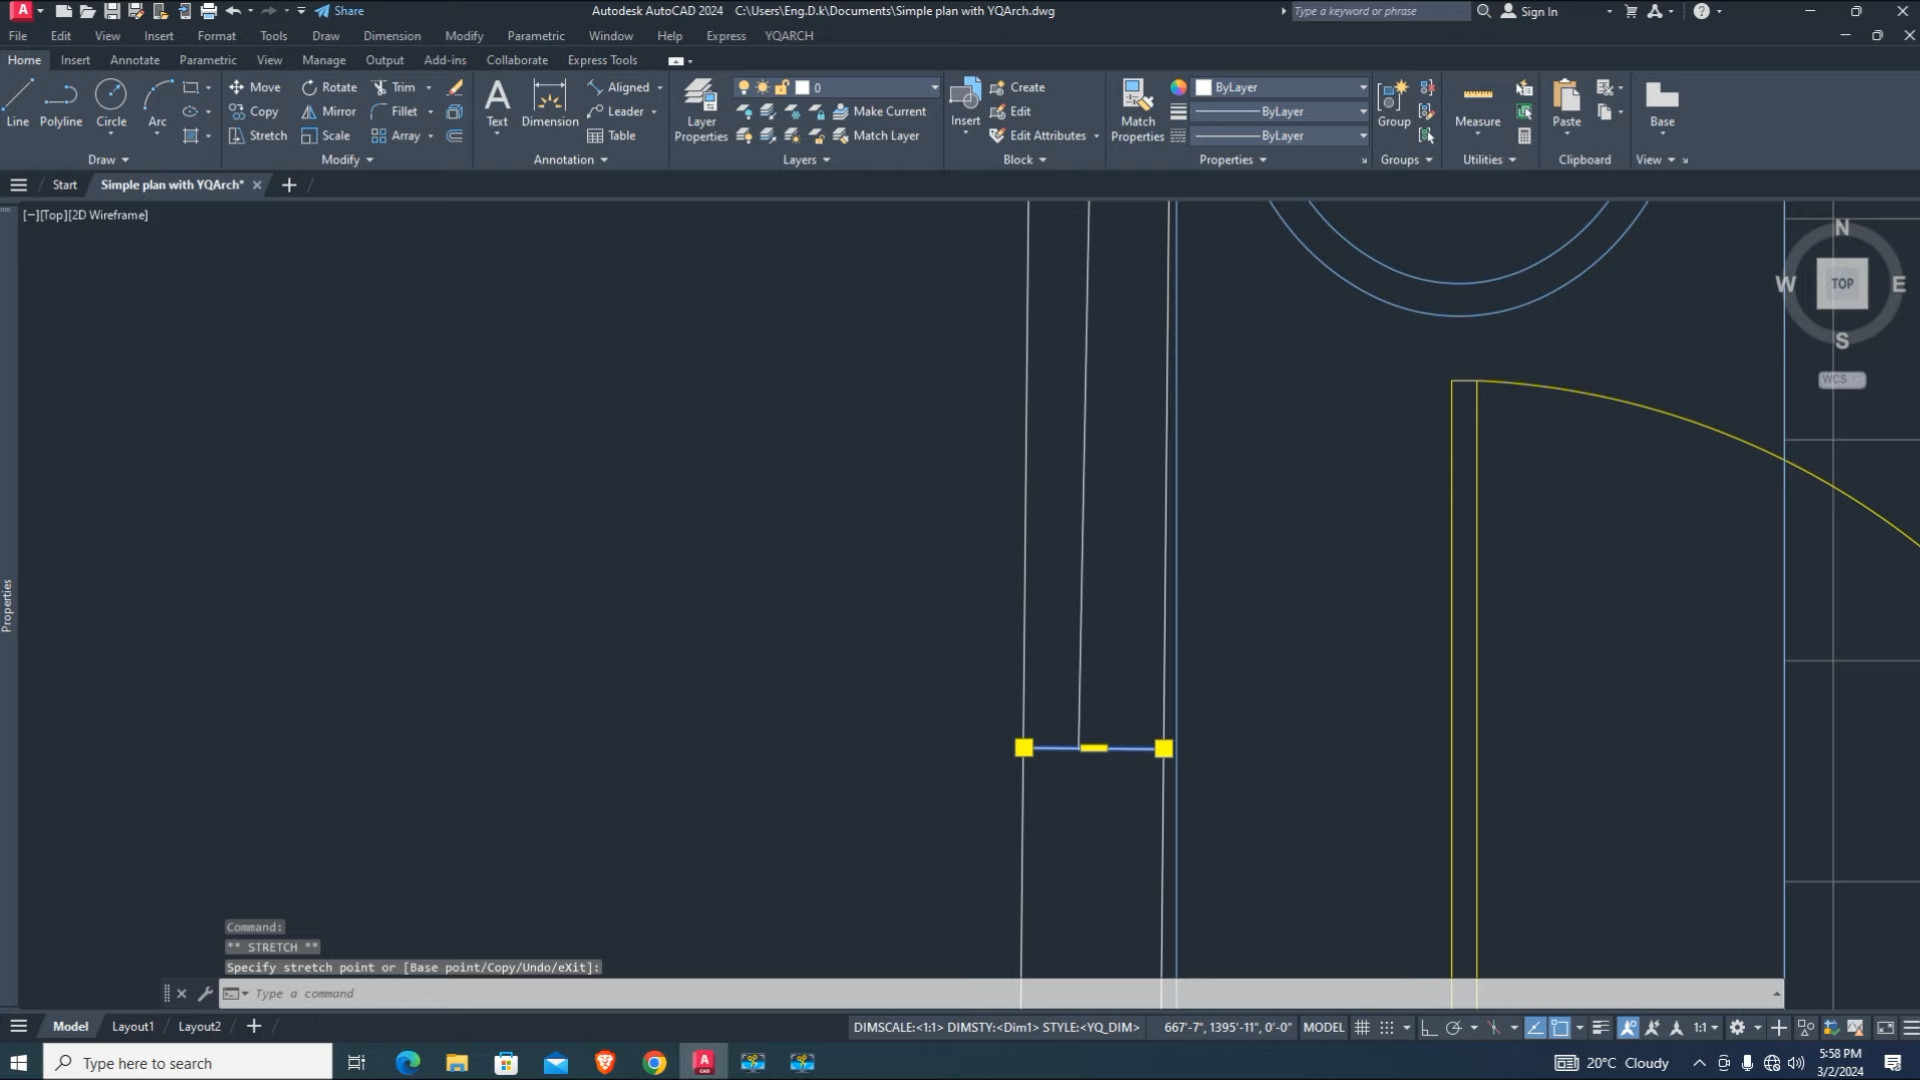 A Share Autodesk AutoCAD 2024 C:\Users\Eng.D.k\Documents\Simple plan with YQArch.dwg Type a keyword or phrase Sign In
File Edit View Insert Format Tools Draw Dimension Modify Parametric Window Help Express YQARCH
Home Insert Annotate Parametric View Manage Output Add-ins Collaborate Express Tools
Move Rotate Trim Aligned 0 Create ByLayer
Copy Mirror Fillet Leader Make Current Edit ByLayer
Line Polyline Circle Arc Text Dimension Layer Properties Insert Match Properties Group Measure Paste Base
Stretch Scale Array Table Match Layer Edit Attributes ByLayer
Draw Modify Annotation Layers Block Properties Groups Utilities Clipboard View
Start Simple plan with YQArch*
[−][Top][2D Wireframe]
N
W TOP E
S
WCS
Properties
Command:
** STRETCH **
Specify stretch point or [Base point/Copy/Undo/eXit]:
Type a command
Model Layout1 Layout2 DIMSCALE:<1:1> DIMSTY:<Dim1> STYLE:<YQ_DIM> 667'-7", 1395'-11", 0'-0" MODEL 1:1
Type here to search A CAD 20°C Cloudy 5:58 PM
3/2/2024